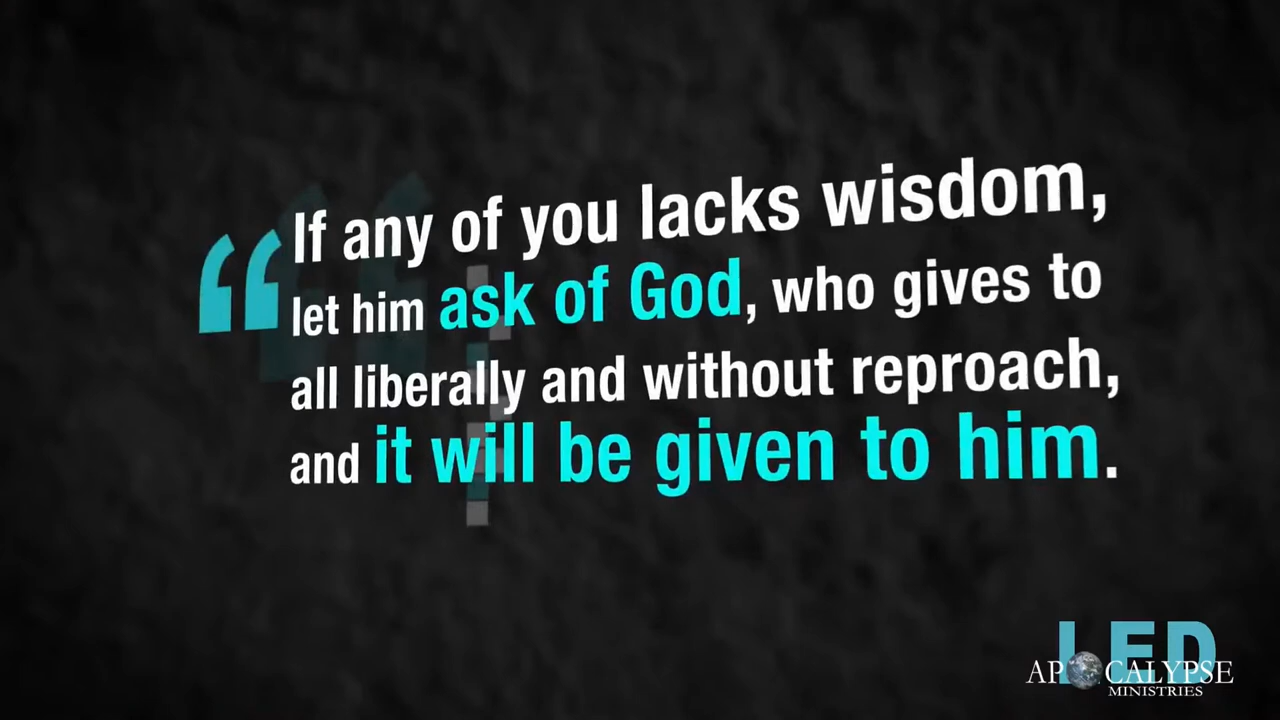 “If any of you lacks wisdom,
let him ask of God, who gives to
all liberally and without reproach,
and it will be given to him.
LED
APOCALYPSE
MINISTRIES